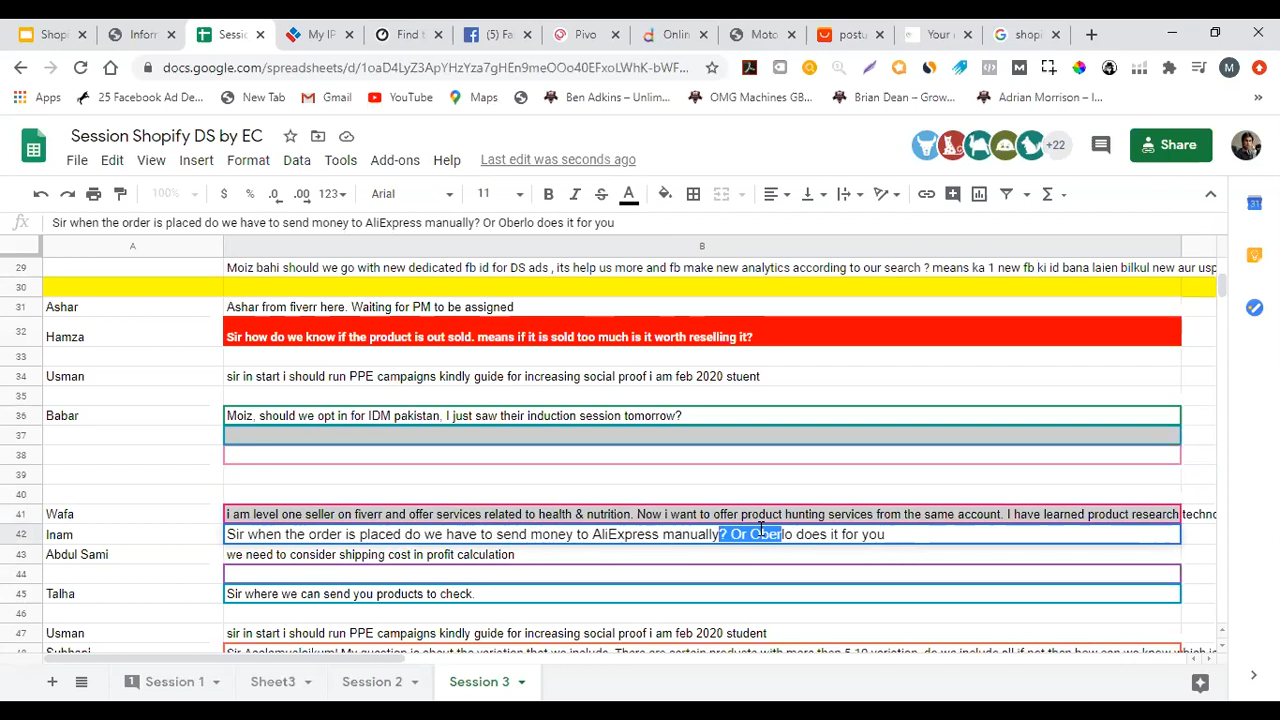 Shopi
Inforn
Sessic
My IP
Find t
(5) Fa
Pivo
Onlin
Moto
postu
Your
shopi
docs.google.com/spreadsheets/d/1oaD4LyZ3ApYHzYza7gHEn9meOOo40EFxoLWhK-bWF...
Apps
25 Facebook Ad De...
New Tab
Gmail
YouTube
Maps
Ben Adkins – Unlim...
OMG Machines GB...
Brian Dean – Grow...
Adrian Morrison – I...
»
Session Shopify DS by EC
File Edit View Insert Format Data Tools Add-ons Help Last edit was seconds ago
+22
Share
100% $ % .0 .00 123 Arial 11 B I S A
fx Sir when the order is placed do we have to send money to AliExpress manually? Or Oberlo does it for you
A B
29 Moiz bahi should we go with new dedicated fb id for DS ads , its help us more and fb make new analytics according to our search ? means ka 1 new fb ki id bana laien bilkul new aur usp
30
31 Ashar Ashar from fiverr here. Waiting for PM to be assigned
32 Hamza Sir how do we know if the product is out sold. means if it is sold too much is it worth reselling it?
33
34 Usman sir in start i should run PPE campaigns kindly guide for increasing social proof i am feb 2020 stuent
35
36 Babar Moiz, should we opt in for IDM pakistan, I just saw their induction session tomorrow?
37
38
39
40
41 Wafa i am level one seller on fiverr and offer services related to health & nutrition. Now i want to offer product hunting services from the same account. I have learned product research techno
42 Inam Sir when the order is placed do we have to send money to AliExpress manually? Or Oberlo does it for you
43 Abdul Sami we need to consider shipping cost in profit calculation
44
45 Talha Sir where we can send you products to check.
46
47 Usman sir in start i should run PPE campaigns kindly guide for increasing social proof i am feb 2020 student
Session 1 Sheet3 Session 2 Session 3